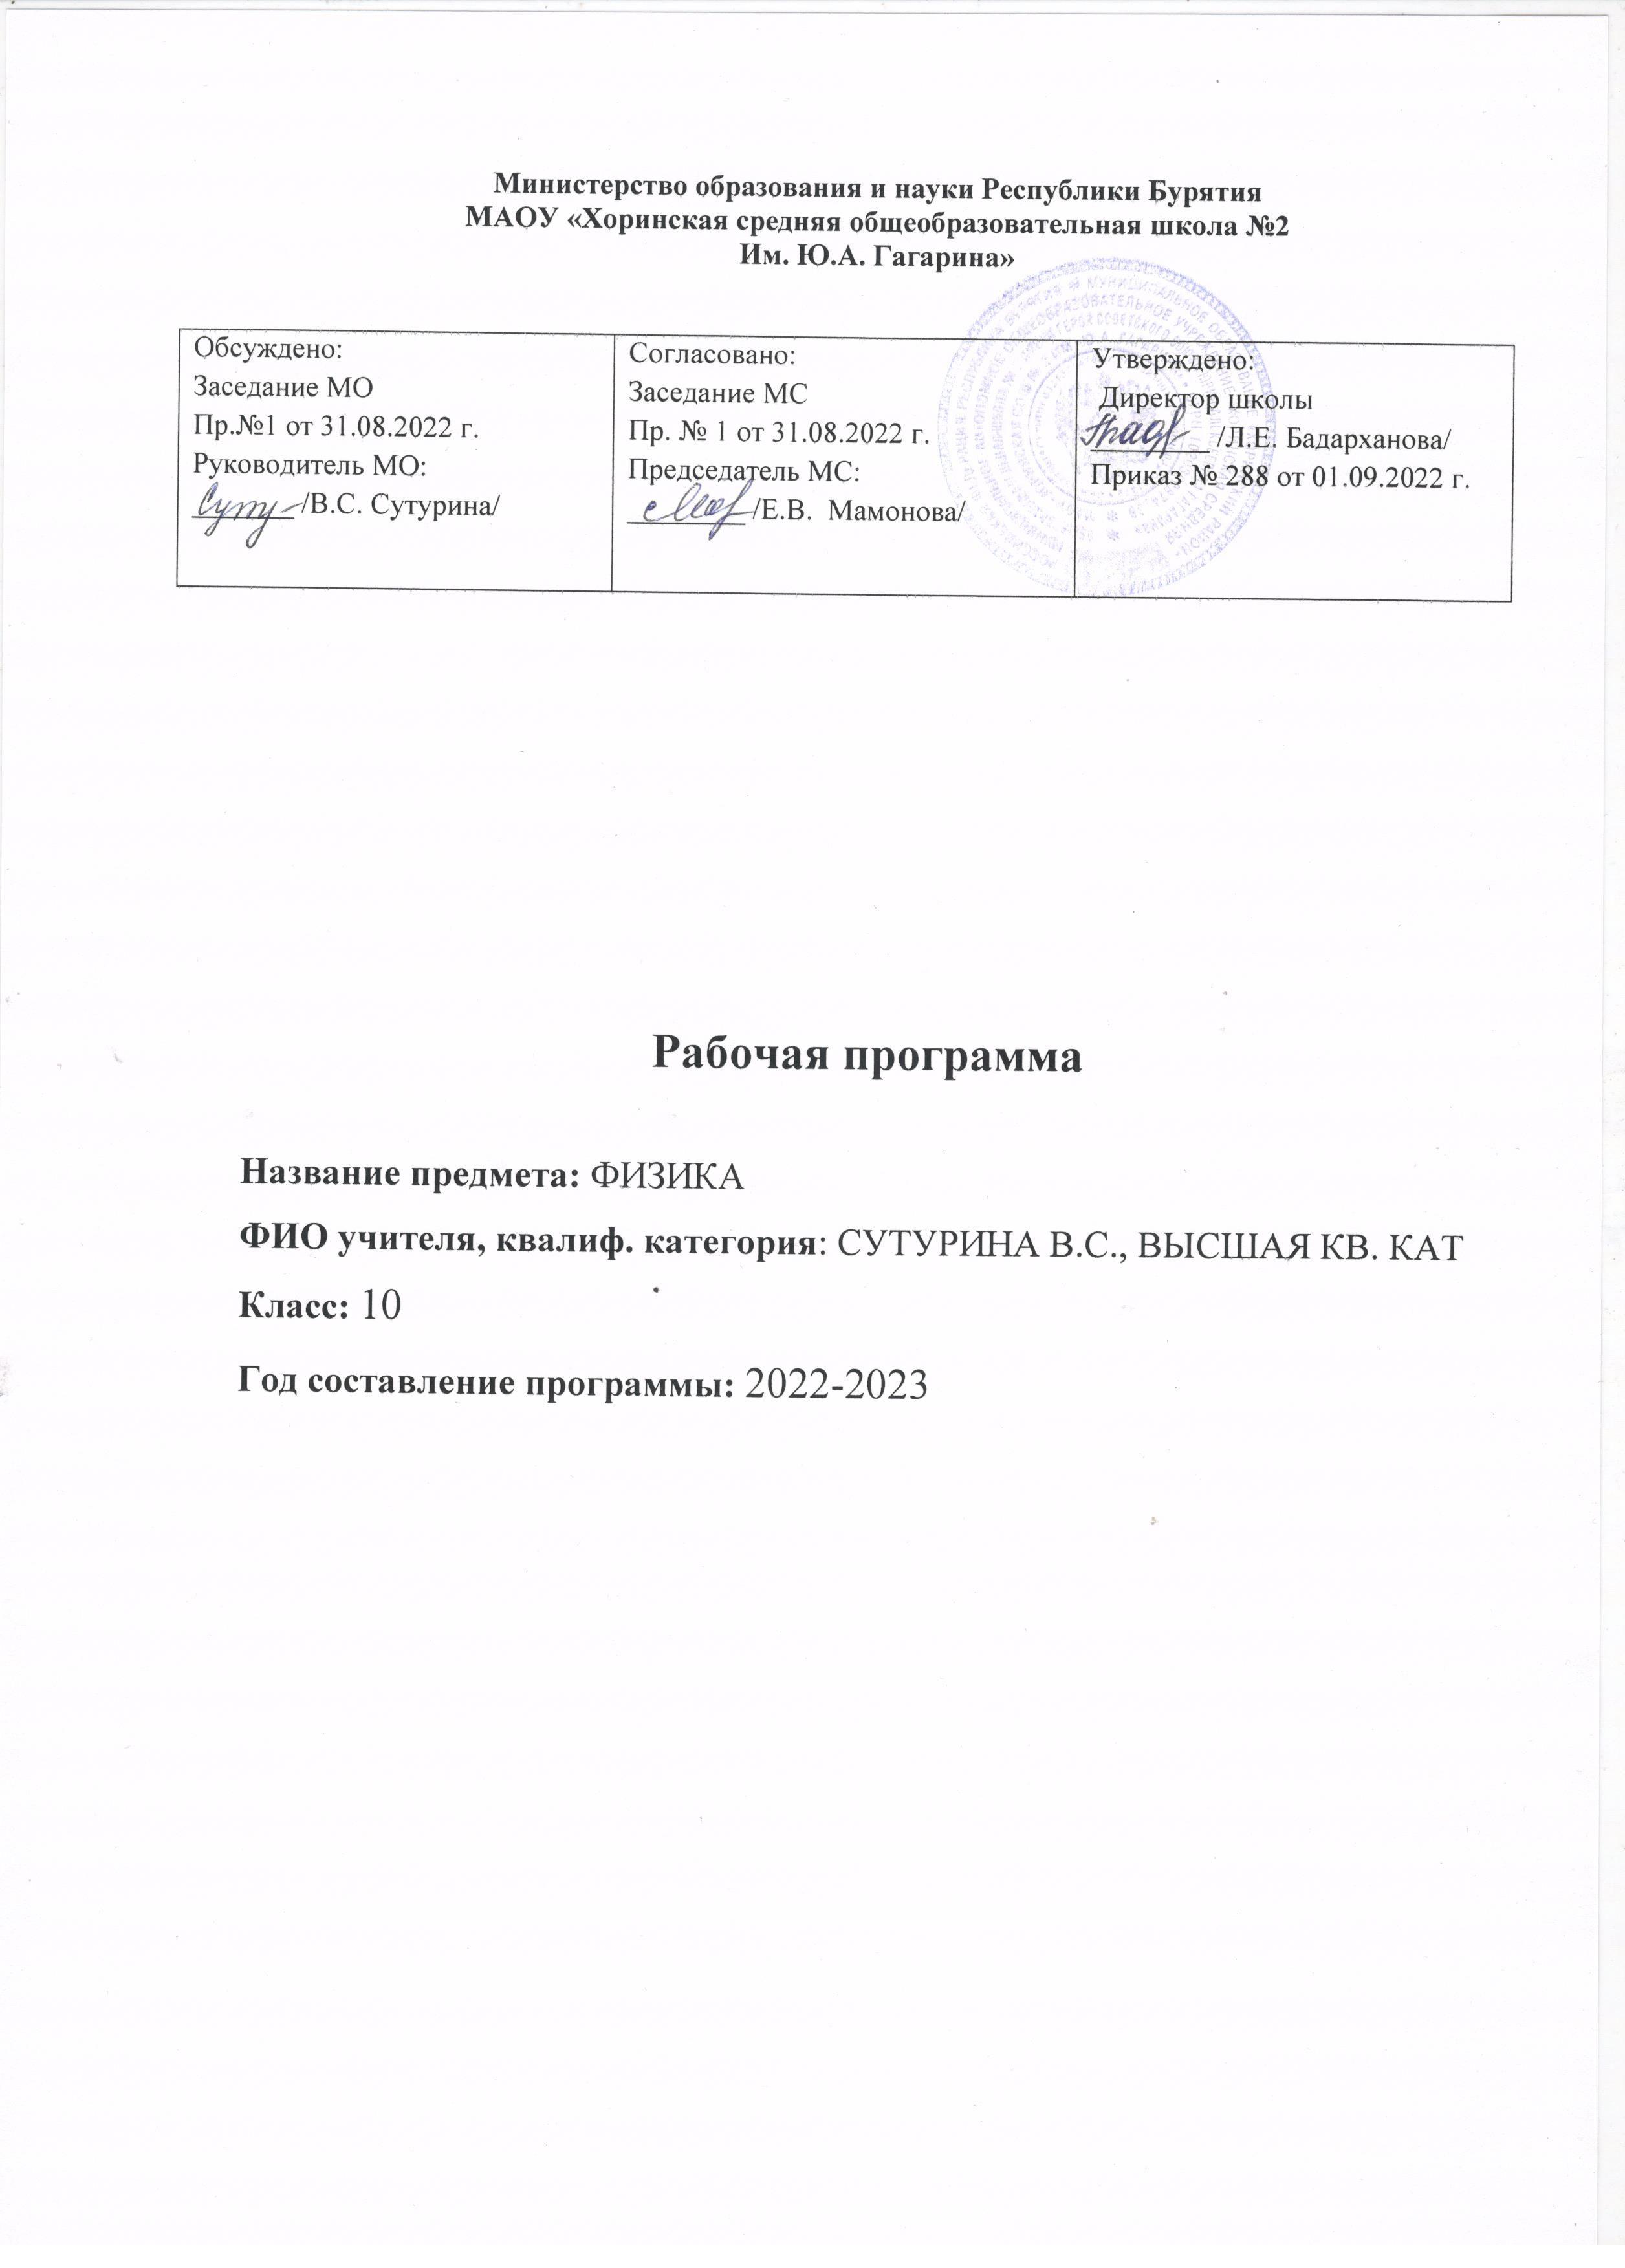 Министерство образования и науки Республики Бурятия
МАОУ «Хоринская средняя общеобразовательная школа №2
Им. Ю.А. Гагарина»
Обсуждено:
Заседание МО
Пр.№1 от 31.08.2022 г.
Руководитель МО:
/В.С. Сутурина/
Согласовано:
Заседание МС
Пр. № 1 от 31.08.2022 г.
Председатель МС:
/Е.В. Мамонова/
Утверждено:
Директор школы
/Л.Е. Бадарханова/
Приказ № 288 от 01.09.2022 г.
Рабочая программа
Название предмета: ФИЗИКА
ФИО учителя, квалиф. категория: СУТУРИНА В.С., ВЫСШАЯ КВ. КАТ
Класс: 10
Год составление программы: 2022-2023